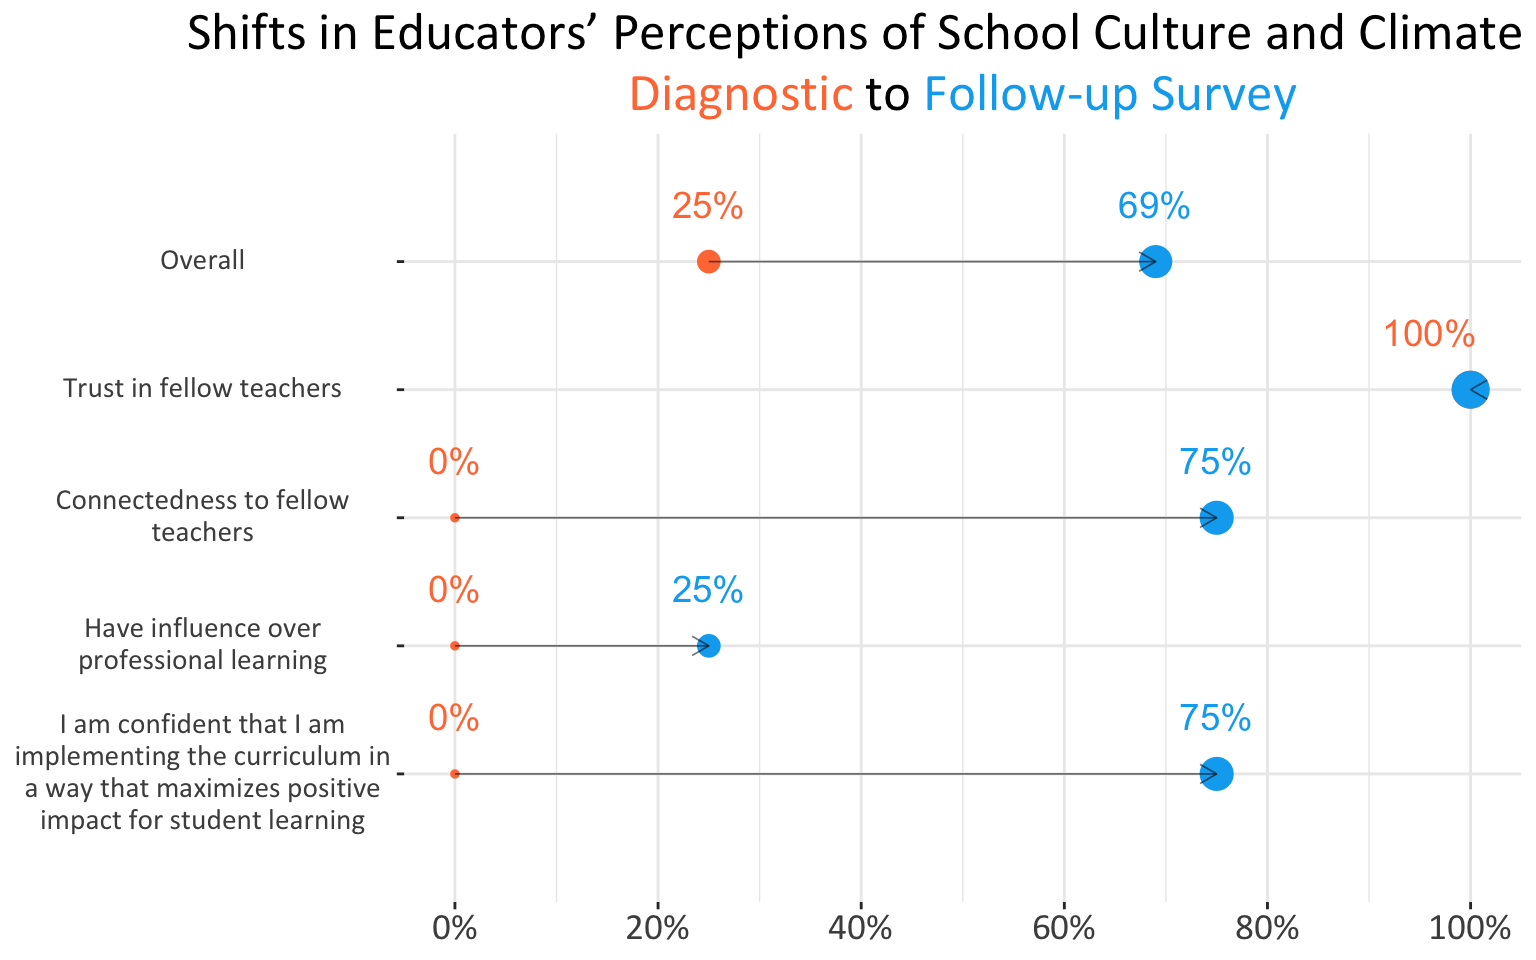 Shifts in Educators’ Perceptions of School Culture and Climate
Diagnostic to Follow-up Survey
25%
69%
Overall
100%
Trust in fellow teachers
0%
75%
Connectedness to fellow
teachers
0%
25%
Have influence over
professional learning
0%
75%
I am confident that I am
implementing the curriculum in
a way that maximizes positive
impact for student learning
0%
20%
40%
60%
80%
100%